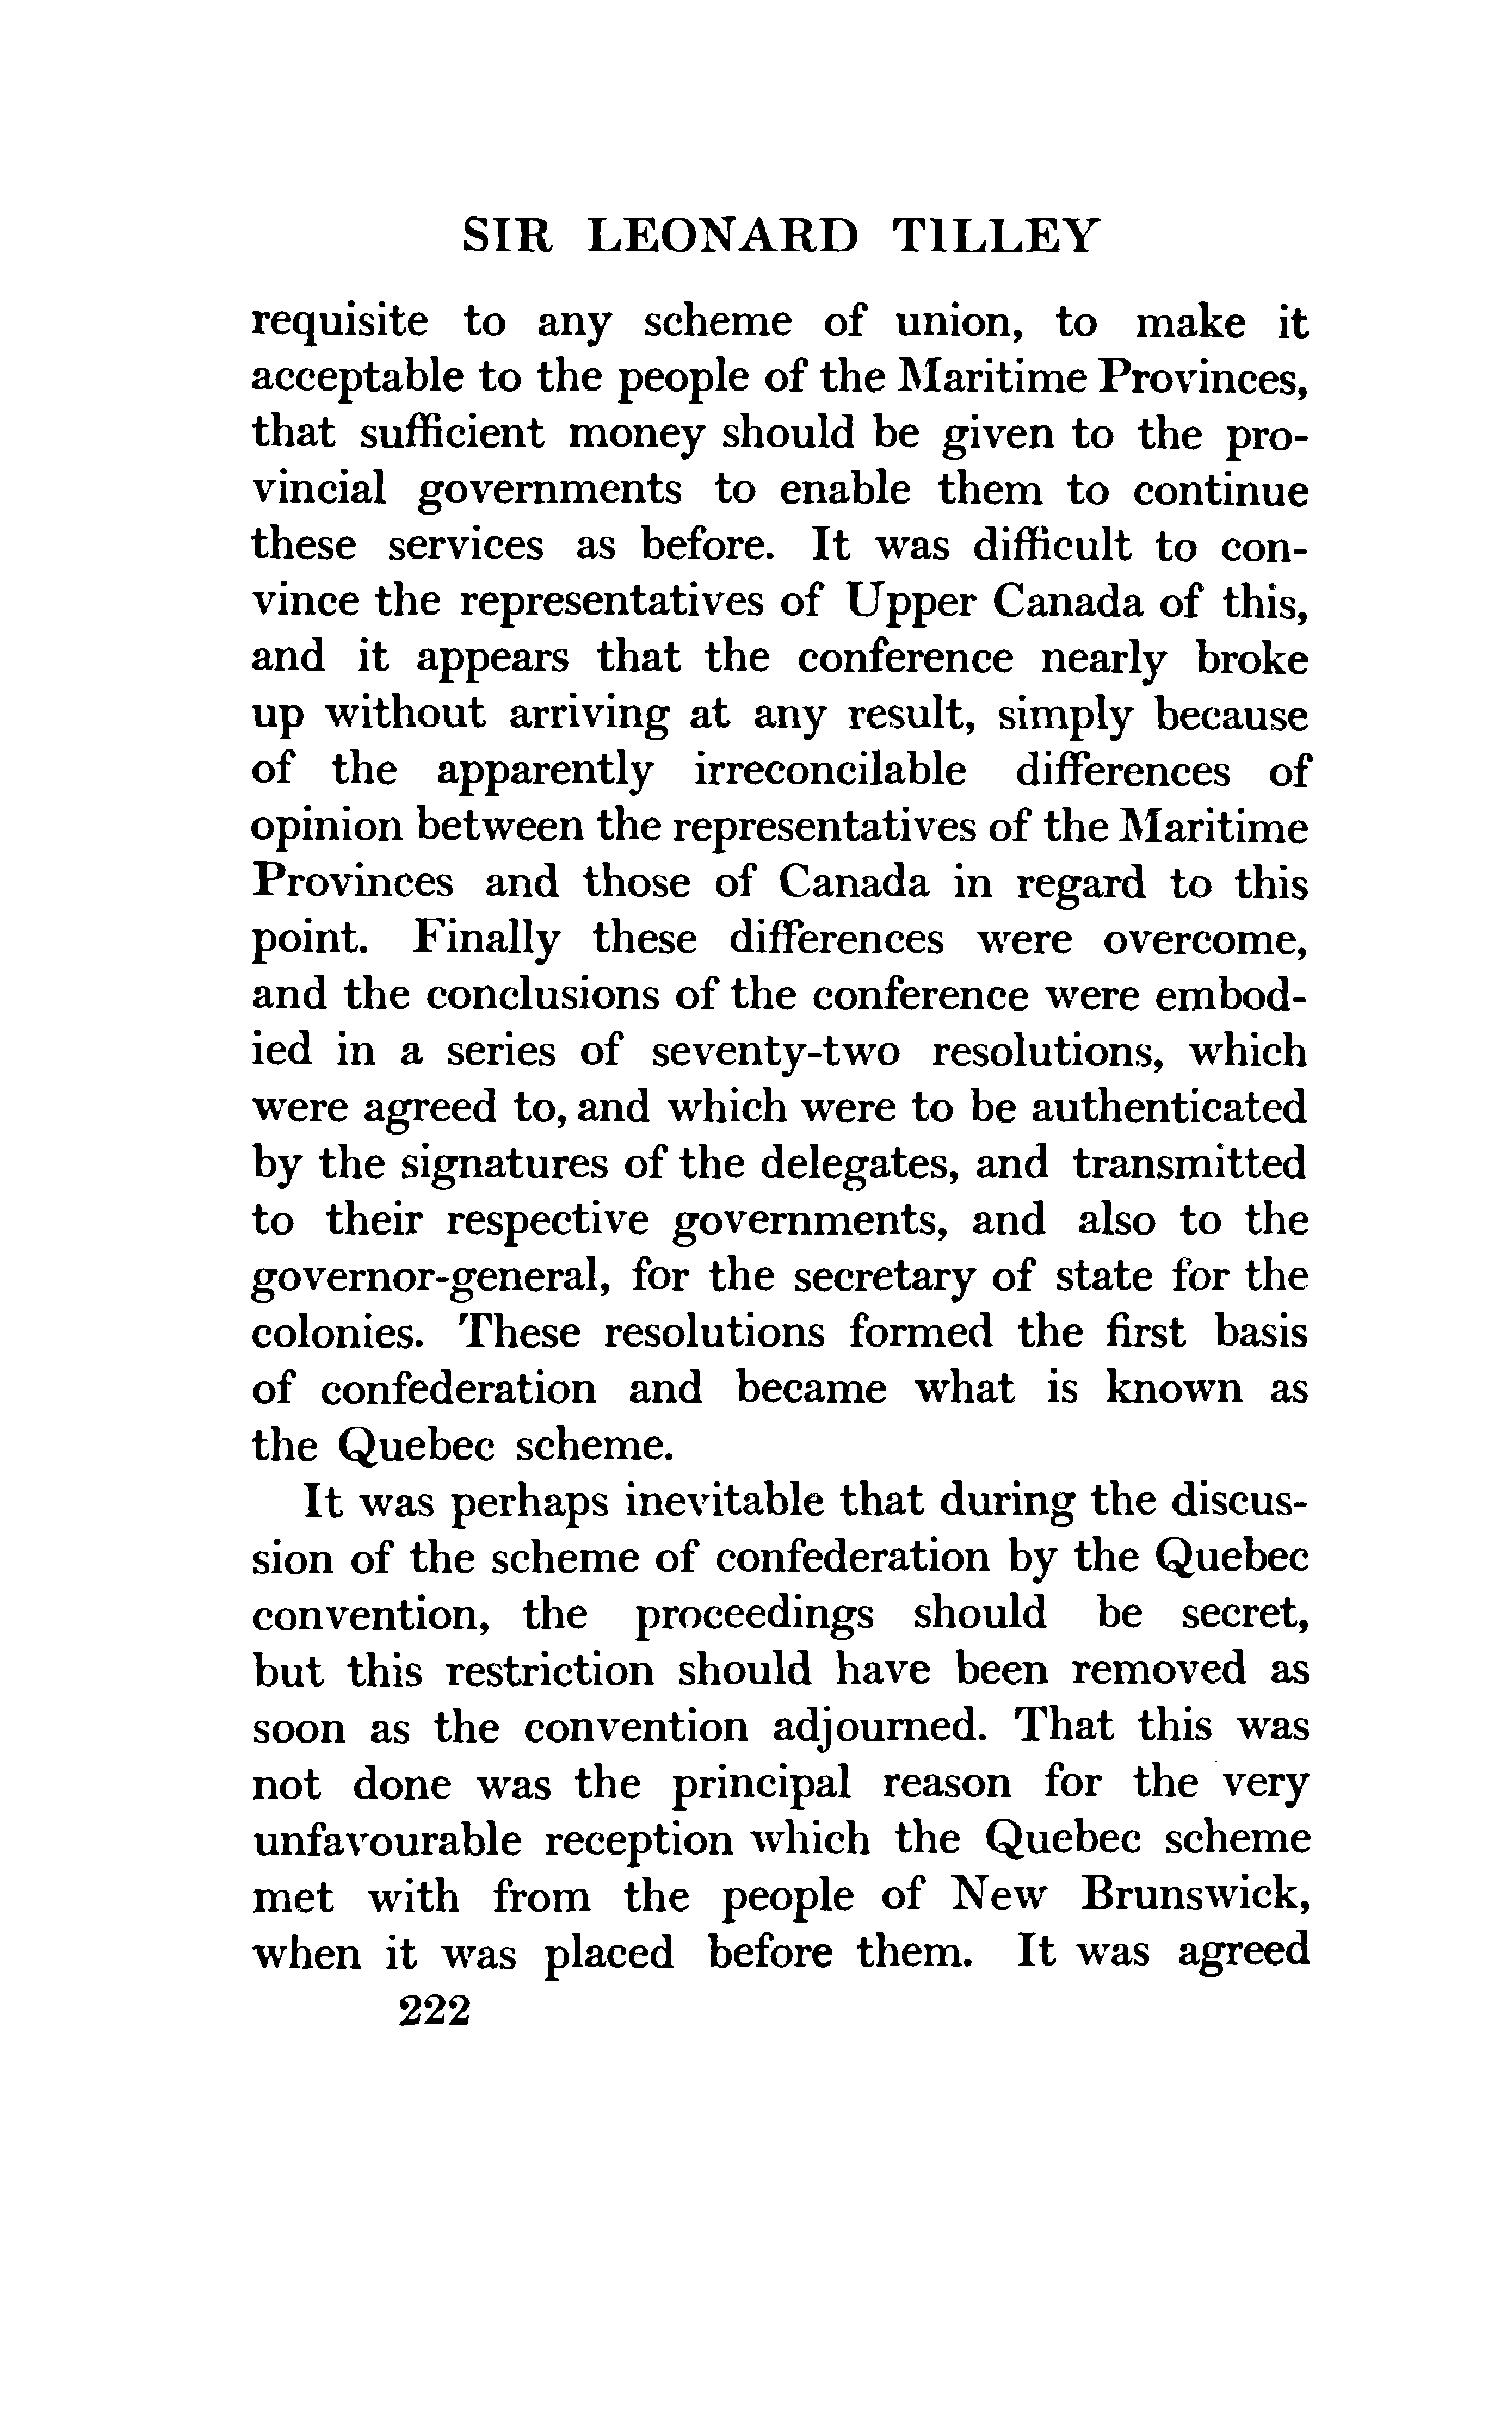 SIR LEONARD TILLEY
requisite to any scheme of union, to make it
acceptable to the people of the Maritime Provinces,
that sufficient money should be given to the pro-
vincial governments to enable them to continue
these services as before. It was difficult to con-
vince the representatives of Upper Canada of this,
and it appears that the conference nearly broke
up without arriving at any result, simply because
of the apparently irreconcilable differences of
opinion between the representatives of the Maritime
Provinces and those of Canada in regard to this
point. Finally these differences were overcome,
and the conclusions of the conference were embod-
ied in a series of seventy-two resolutions, which
were agreed to, and which were to be authenticated
by the signatures of the delegates, and transmitted
to their respective governments, and also to the
governor-general, for the secretary of state for the
colonies. These resolutions formed the first basis
of confederation and became what is known as
the Quebec scheme.
It was perhaps inevitable that during the discus-
sion of the scheme of confederation by the Quebec
convention, the proceedings should be secret,
but this restriction should have been removed as
soon as the convention adjourned. That this was
not done was the principal reason for the very
unfavourable reception which the Quebec scheme
met with from the people of New Brunswick,
when it was placed before them. It was agreed
222